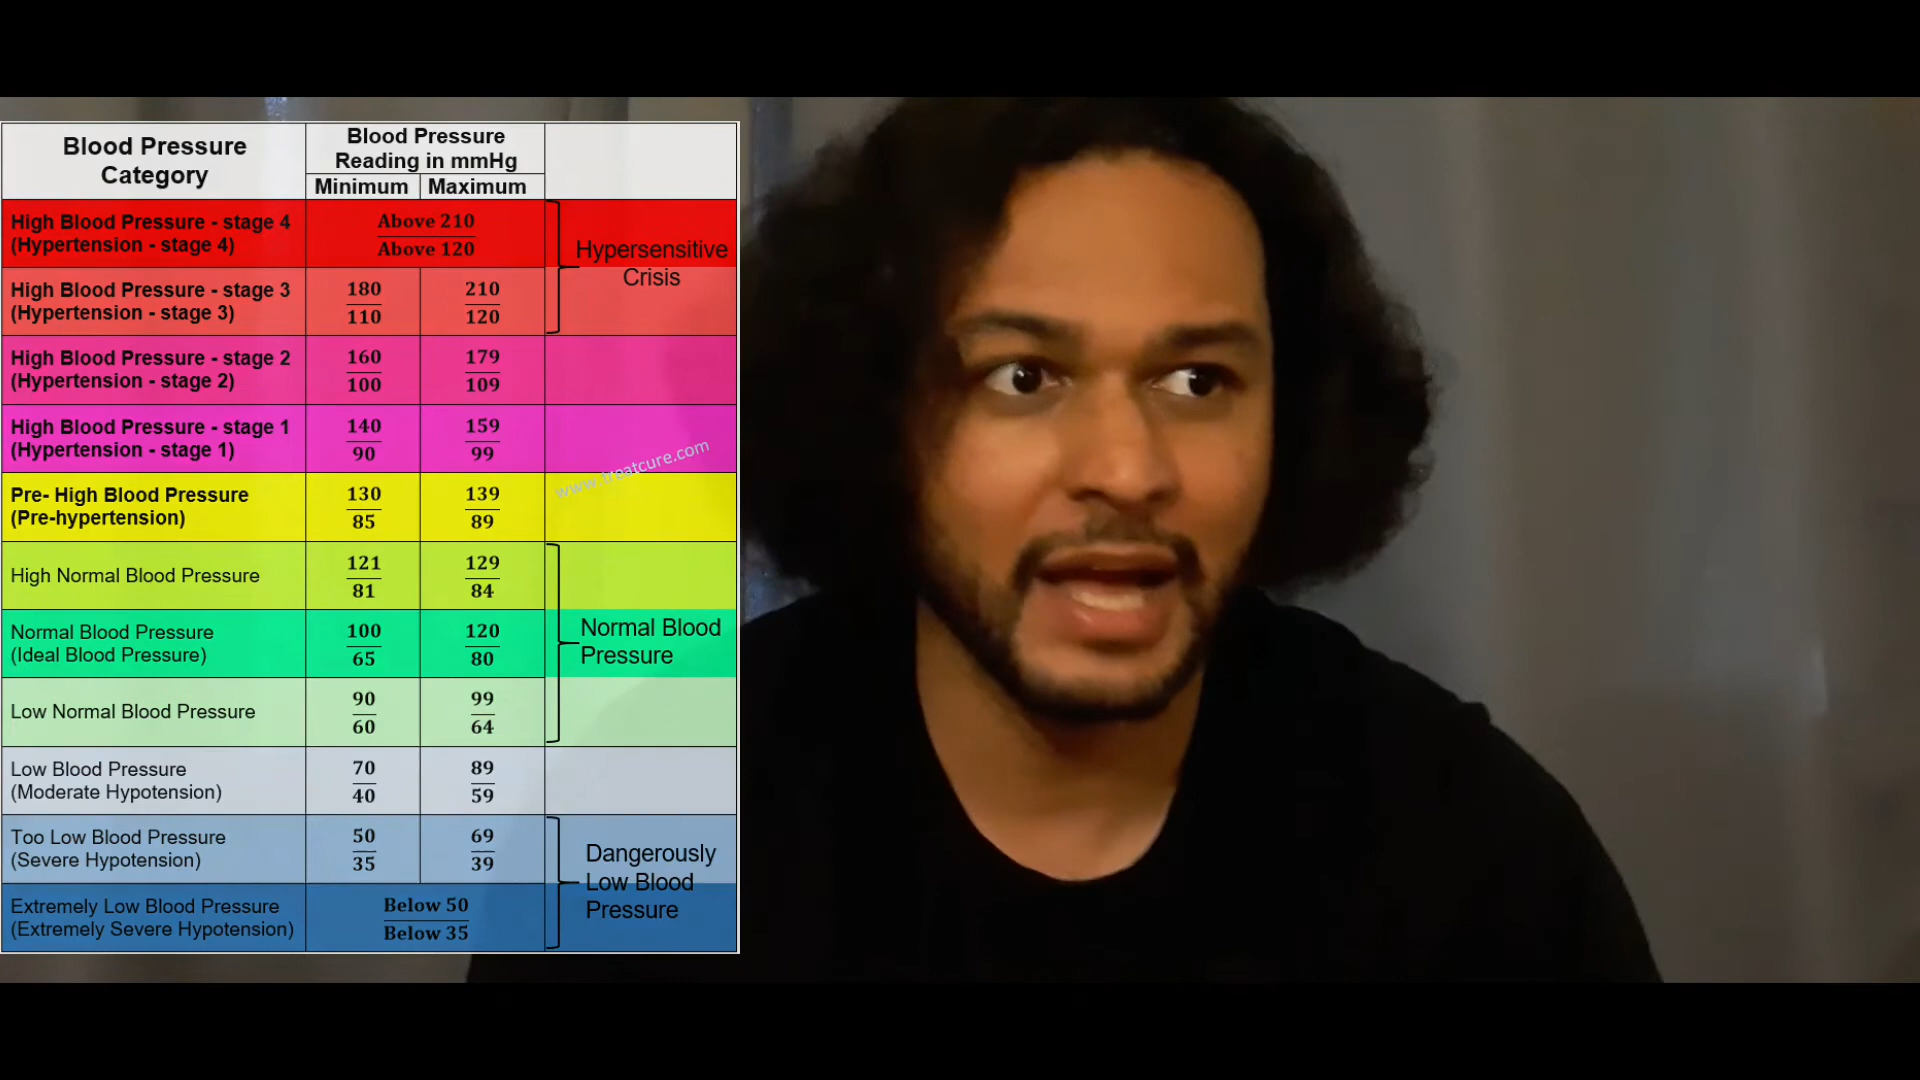 Blood Pressure
Category
Blood Pressure
Reading in mmHg
Minimum Maximum
High Blood Pressure - stage 4
(Hypertension - stage 4)
Above 210
Above 120
Hypersensitive
Crisis
High Blood Pressure - stage 3
(Hypertension - stage 3)
180 210
110 120
High Blood Pressure - stage 2
(Hypertension - stage 2)
160 179
100 109
High Blood Pressure - stage 1
(Hypertension - stage 1)
140 159
90 99
www.treatcure.com
Pre- High Blood Pressure
(Pre-hypertension)
130 139
85 89
High Normal Blood Pressure
121 129
81 84
Normal Blood Pressure
(Ideal Blood Pressure)
100 120
65 80
Normal Blood
Pressure
Low Normal Blood Pressure
90 99
60 64
Low Blood Pressure
(Moderate Hypotension)
70 89
40 59
Too Low Blood Pressure
(Severe Hypotension)
50 69
35 39
Dangerously
Low Blood
Pressure
Extremely Low Blood Pressure
(Extremely Severe Hypotension)
Below 50
Below 35